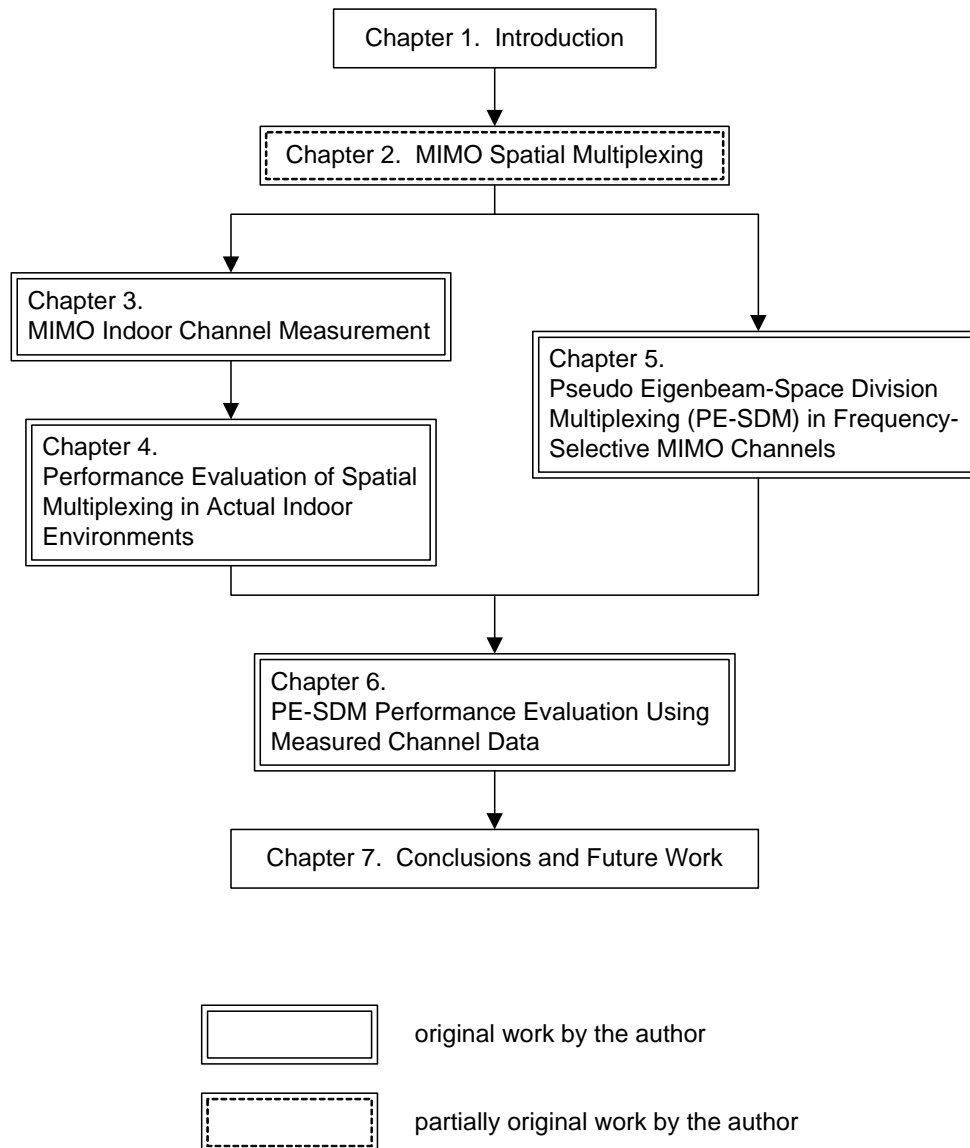 Chapter 1.  Introduction
Chapter 2.  MIMO Spatial Multiplexing
Chapter 3.
MIMO Indoor Channel Measurement
Chapter 4.
Performance Evaluation of Spatial
Multiplexing in Actual Indoor
Environments
Chapter 5.
Pseudo Eigenbeam-Space Division
Multiplexing (PE-SDM) in Frequency-
Selective MIMO Channels
Chapter 6.
PE-SDM Performance Evaluation Using
Measured Channel Data
Chapter 7.  Conclusions and Future Work
original work by the author
partially original work by the author